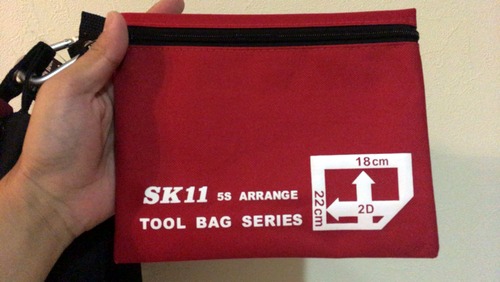 SK11 5S ARRANGE
TOOL BAG SERIES
18cm
22cm
2D